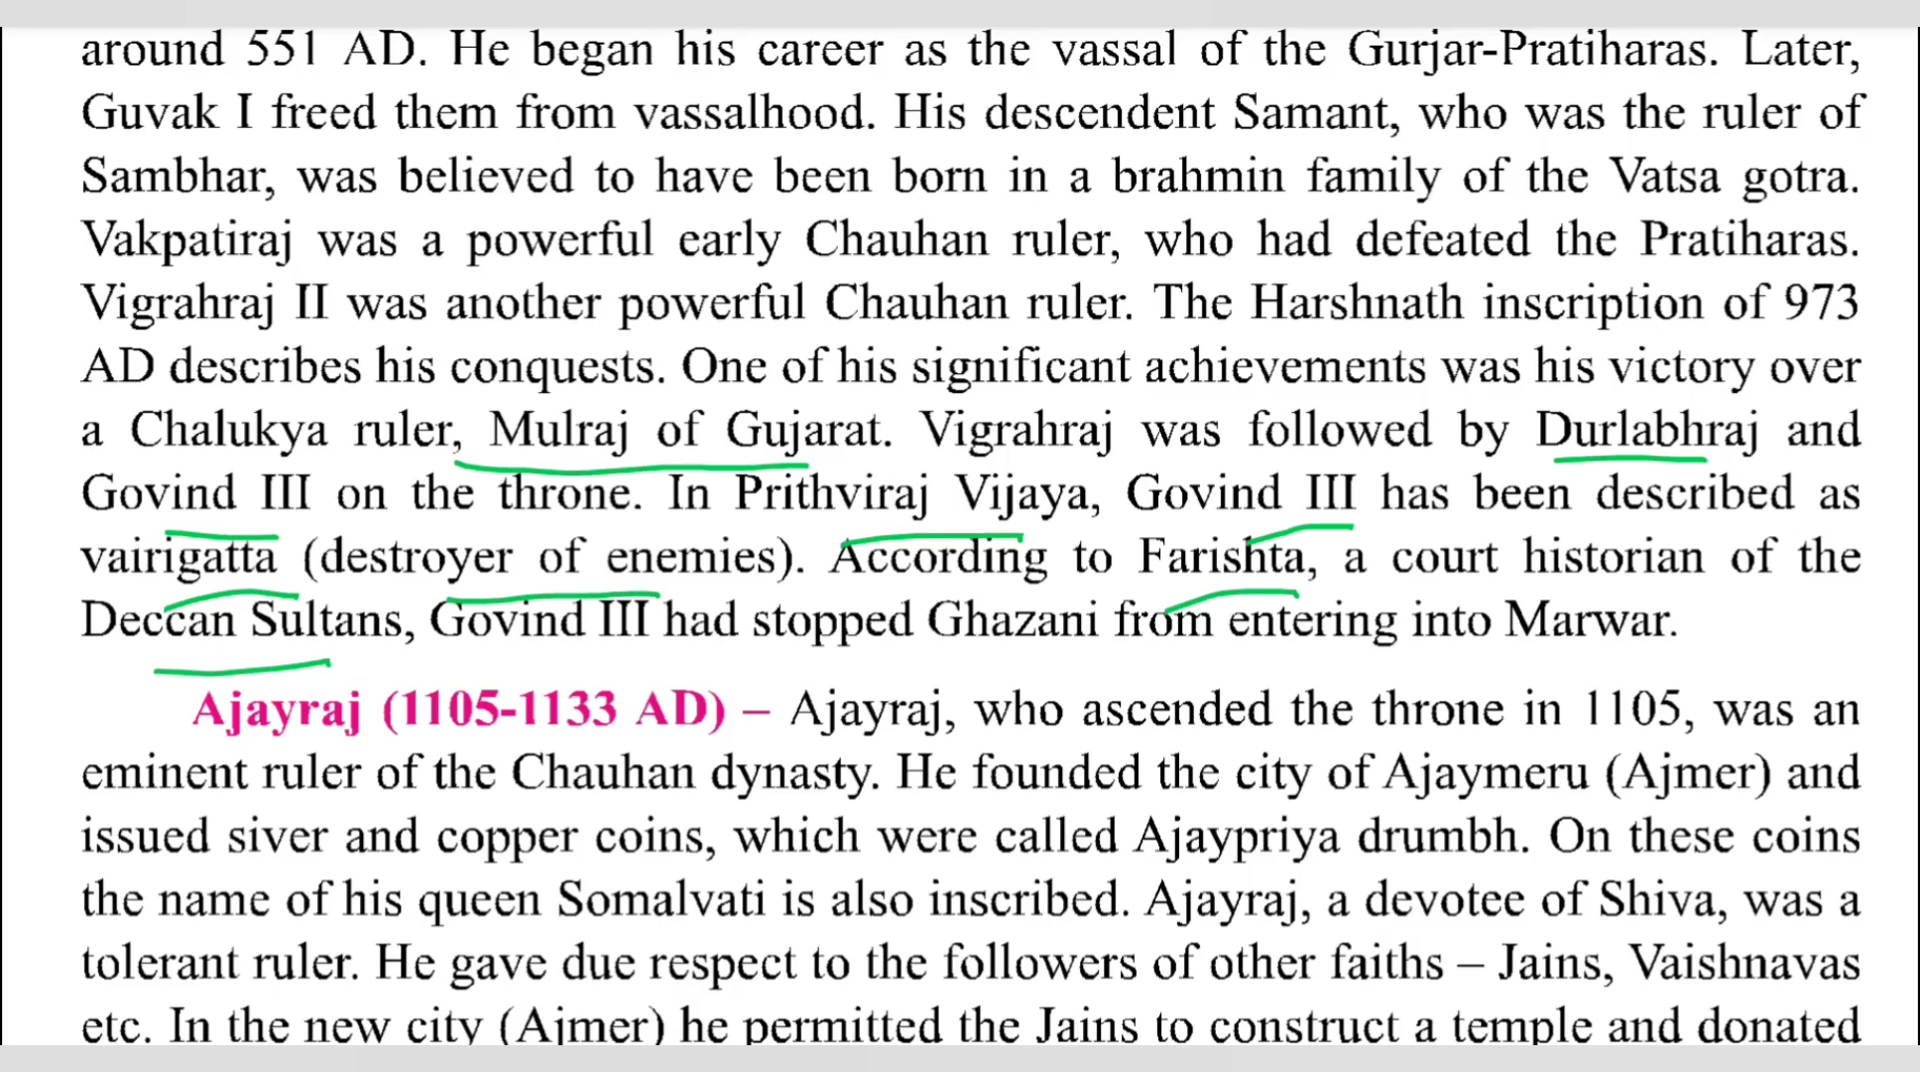 around 551 AD. He began his career as the vassal of the Gurjar-Pratiharas. Later,
Guvak I freed them from vassalhood. His descendent Samant, who was the ruler of
Sambhar, was believed to have been born in a brahmin family of the Vatsa gotra.
Vakpatiraj was a powerful early Chauhan ruler, who had defeated the Pratiharas.
Vigrahraj II was another powerful Chauhan ruler. The Harshnath inscription of 973
AD describes his conquests. One of his significant achievements was his victory over
a Chalukya ruler, Mulraj of Gujarat. Vigrahraj was followed by Durlabhraj and
Govind III on the throne. In Prithviraj Vijaya, Govind III has been described as
vairigatta (destroyer of enemies). According to Farishta, a court historian of the
Deccan Sultans, Govind III had stopped Ghazani from entering into Marwar.
Ajayraj (1105-1133 AD) – Ajayraj, who ascended the throne in 1105, was an
eminent ruler of the Chauhan dynasty. He founded the city of Ajaymeru (Ajmer) and
issued siver and copper coins, which were called Ajaypriya drumbh. On these coins
the name of his queen Somalvati is also inscribed. Ajayraj, a devotee of Shiva, was a
tolerant ruler. He gave due respect to the followers of other faiths – Jains, Vaishnavas
etc. In the new city (Ajmer) he permitted the Jains to construct a temple and donated